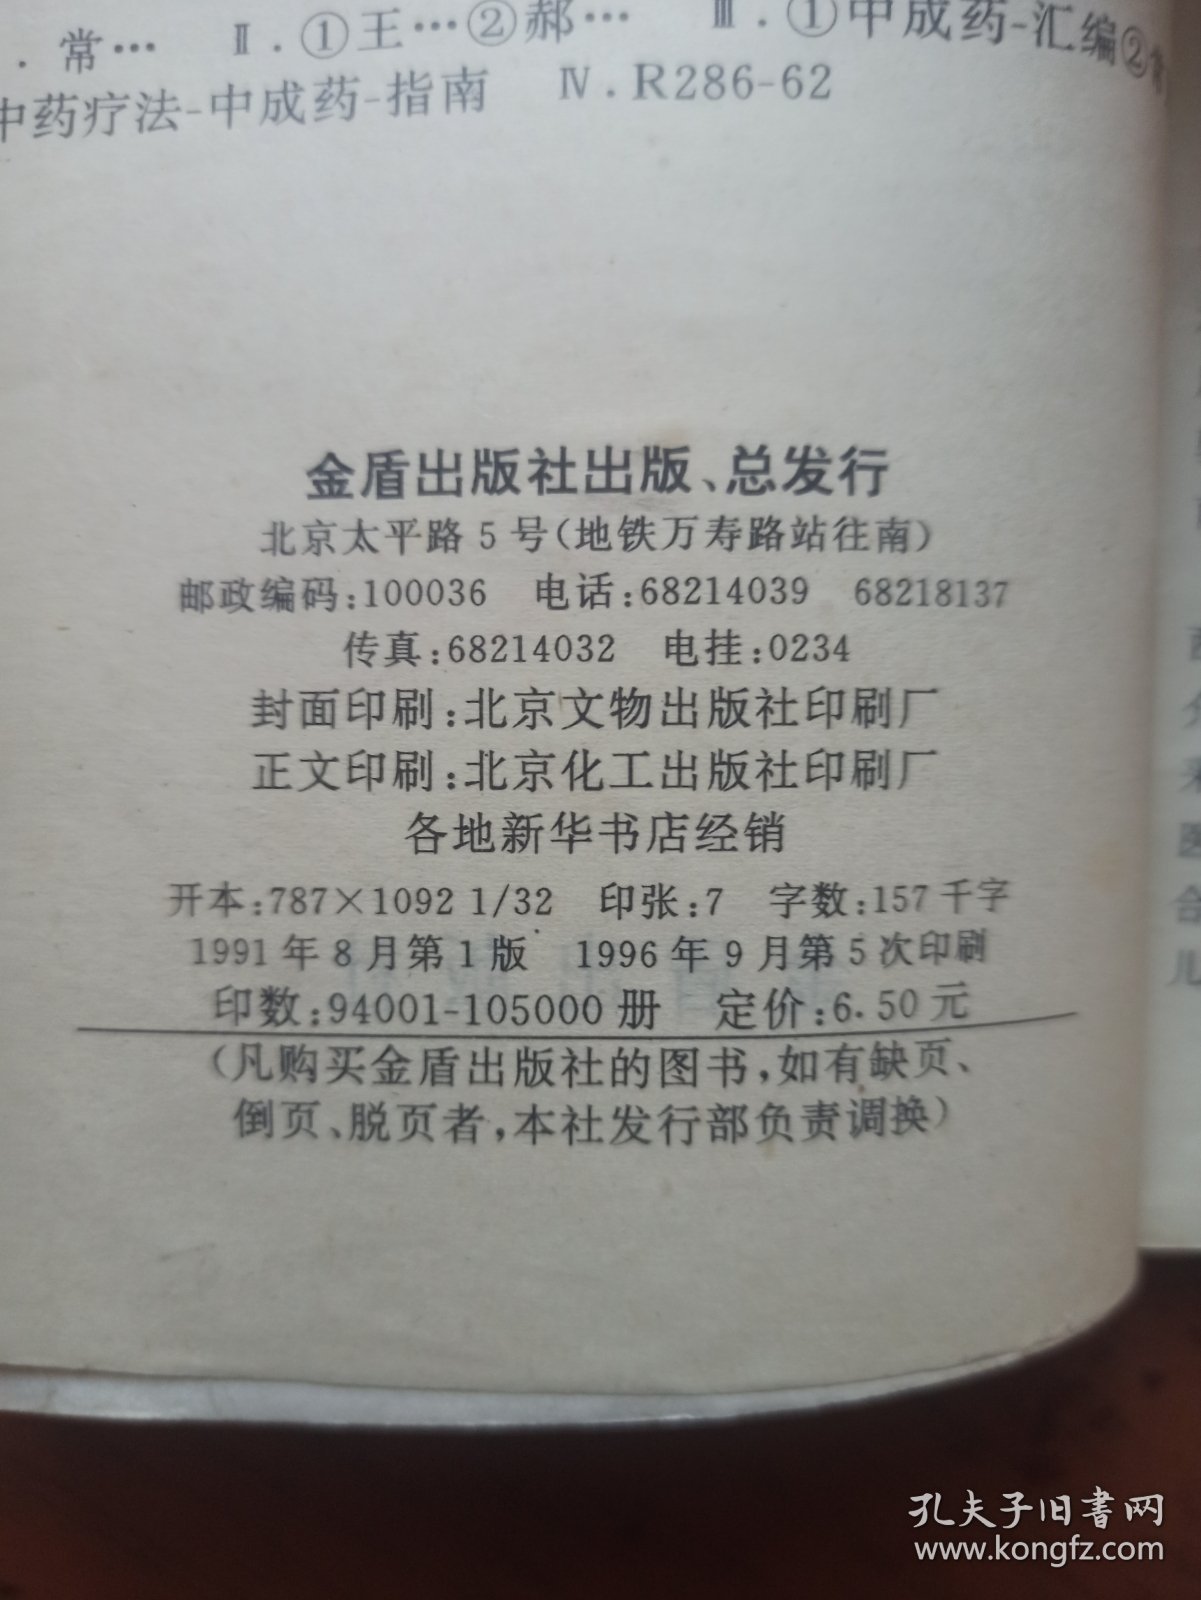 . 常… Ⅱ.①王…②郝… Ⅲ.①中成药-汇编②
中药疗法-中成药-指南 Ⅳ.R286-62
金盾出版社出版、总发行
北京太平路5号(地铁万寿路站往南)
邮政编码:100036 电话:68214039 68218137
传真:68214032 电挂:0234
封面印刷:北京文物出版社印刷厂
正文印刷:北京化工出版社印刷厂
各地新华书店经销
开本:787×1092 1/32 印张:7 字数:157千字
1991年8月第1版 1996年9月第5次印刷
印数:94001-105000册 定价:6.50元
(凡购买金盾出版社的图书,如有缺页、
倒页、脱页者,本社发行部负责调换)
孔夫子旧书网
www.kongfz.com